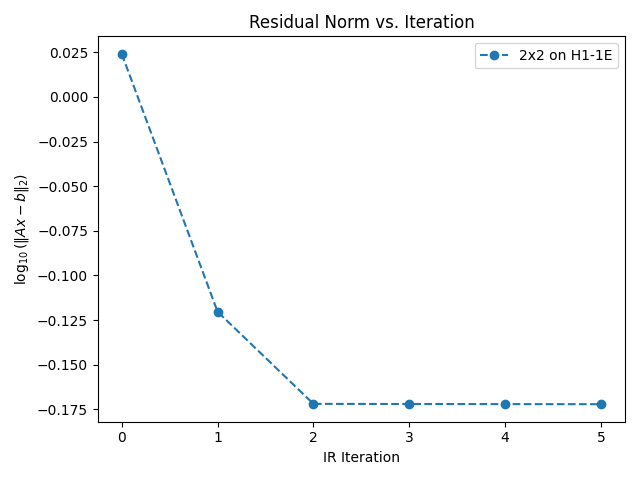 Residual Norm vs. Iteration
2x2 on H1-1E
log₁₀(‖Ax − b‖₂)
0.025
0.000
−0.025
−0.050
−0.075
−0.100
−0.125
−0.150
−0.175
0 1 2 3 4 5
IR Iteration